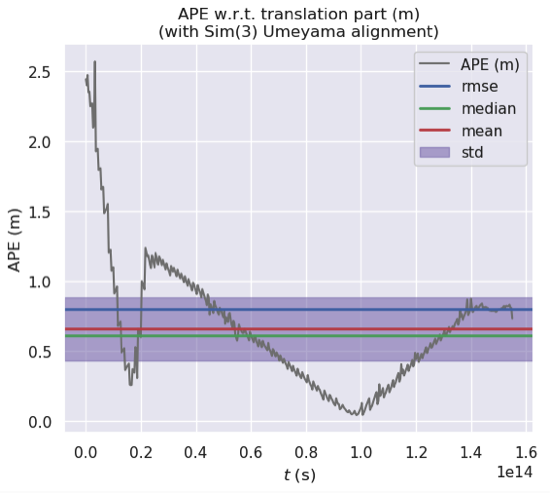 APE w.r.t. translation part (m)
(with Sim(3) Umeyama alignment)
APE (m)
rmse
median
mean
std
2.5
2.0
1.5
1.0
0.5
0.0
APE (m)
0.0 0.2 0.4 0.6 0.8 1.0 1.2 1.4 1.6
1e14
t (s)